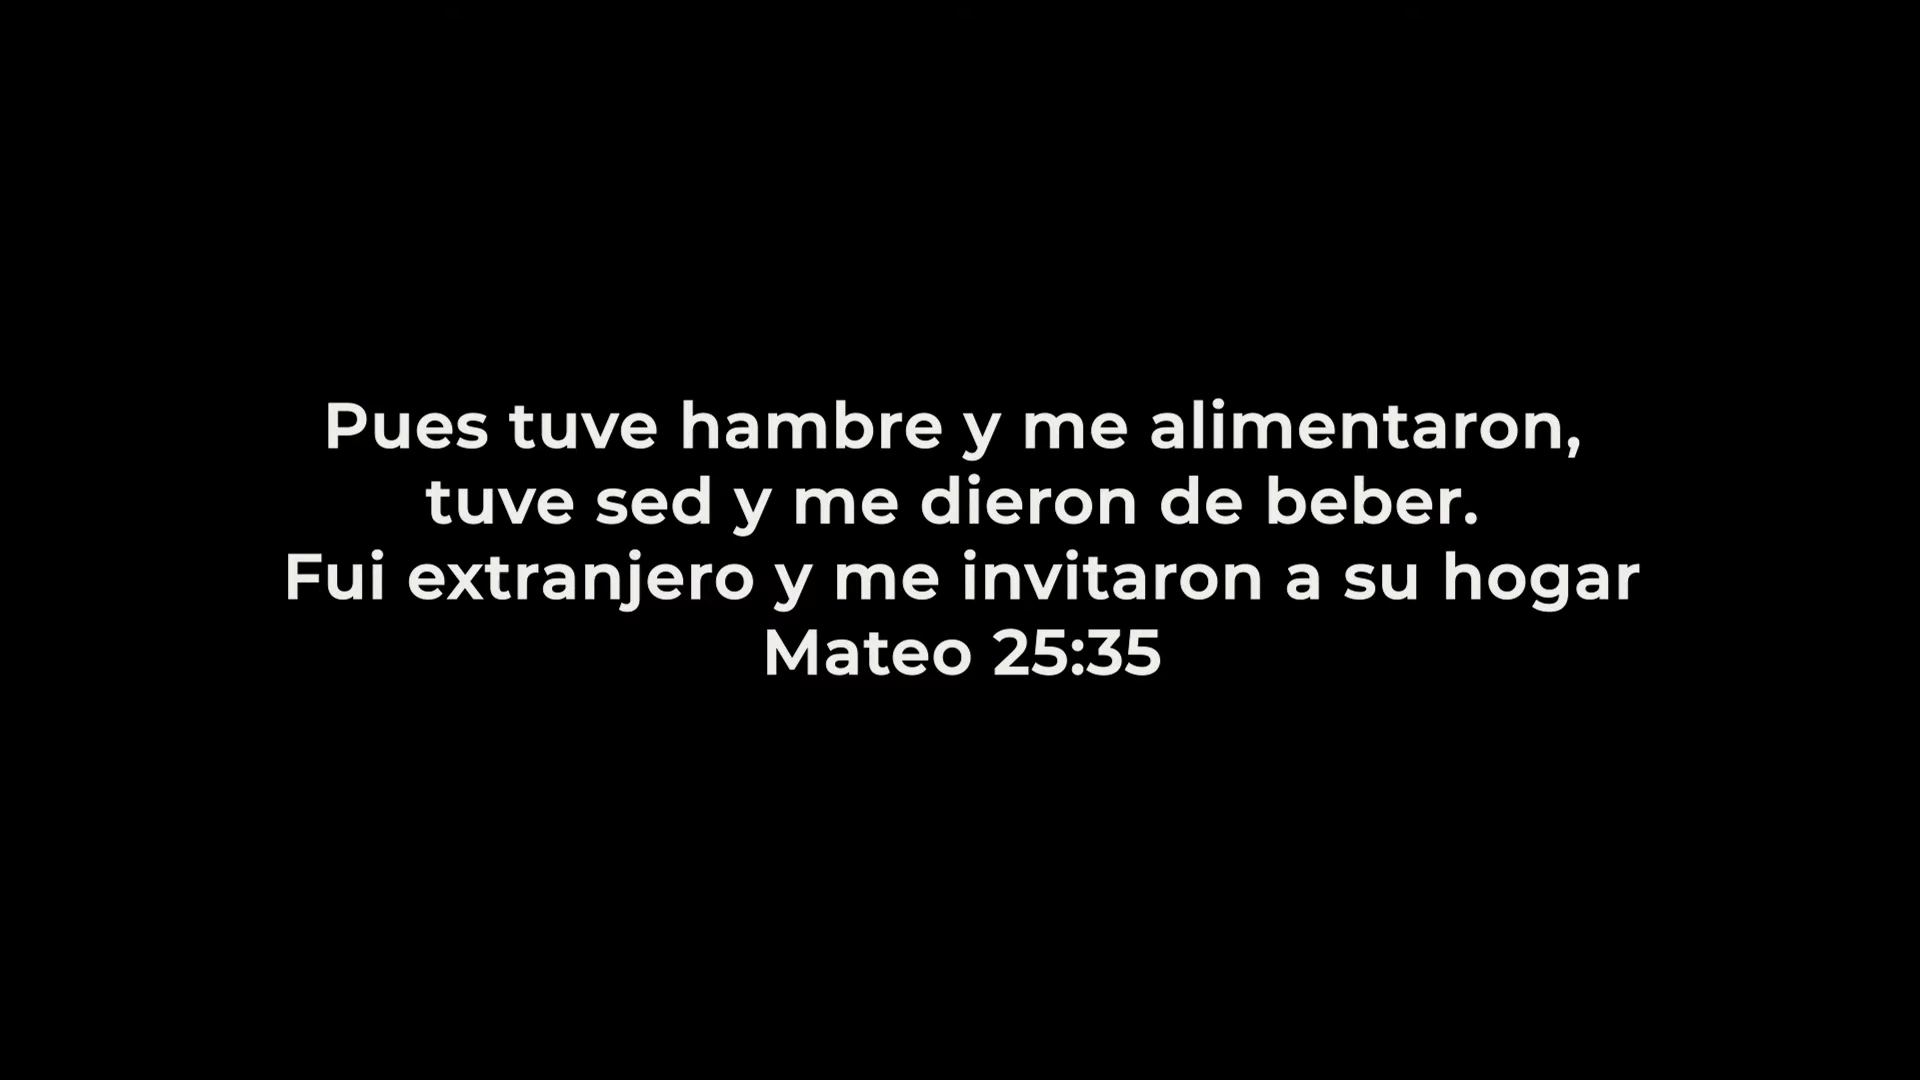 Pues tuve hambre y me alimentaron,
tuve sed y me dieron de beber.
Fui extranjero y me invitaron a su hogar
Mateo 25:35